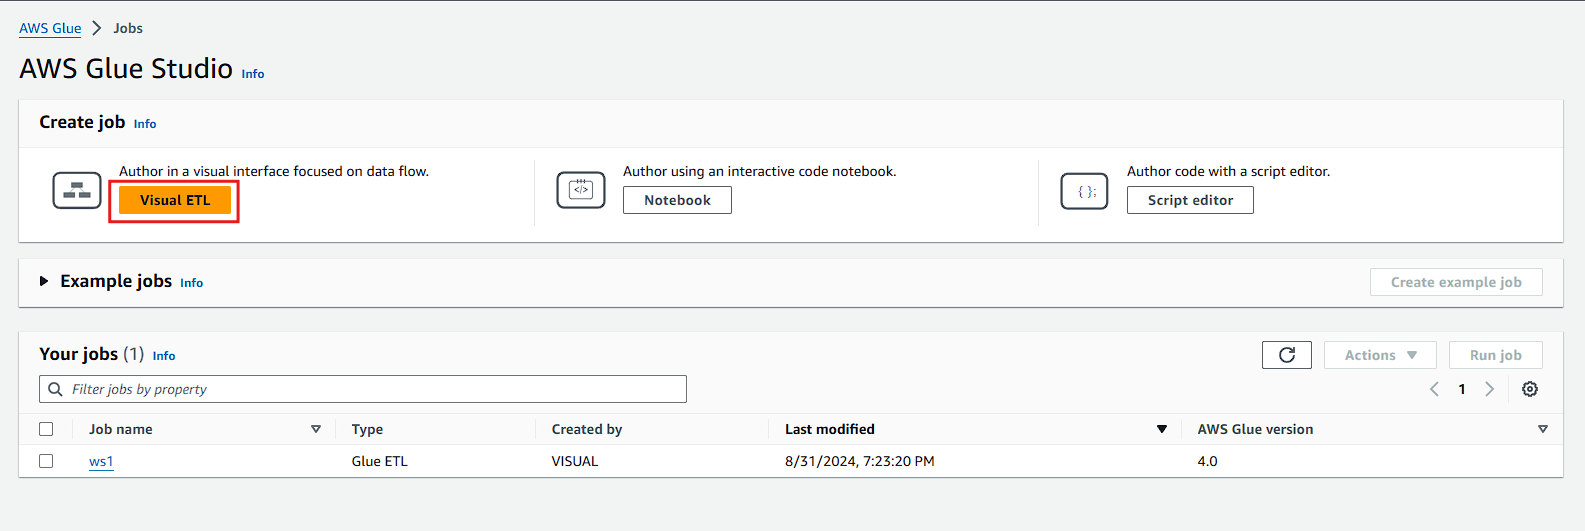 AWS Glue > Jobs
AWS Glue Studio Info
Create job Info
Author in a visual interface focused on data flow.
Visual ETL
Author using an interactive code notebook.
</>
Notebook
Author code with a script editor.
{ };
Script editor
Example jobs Info
Create example job
Your jobs (1) Info
Actions
Run job
Filter jobs by property
1
Job name Type Created by Last modified AWS Glue version
ws1 Glue ETL VISUAL 8/31/2024, 7:23:20 PM 4.0